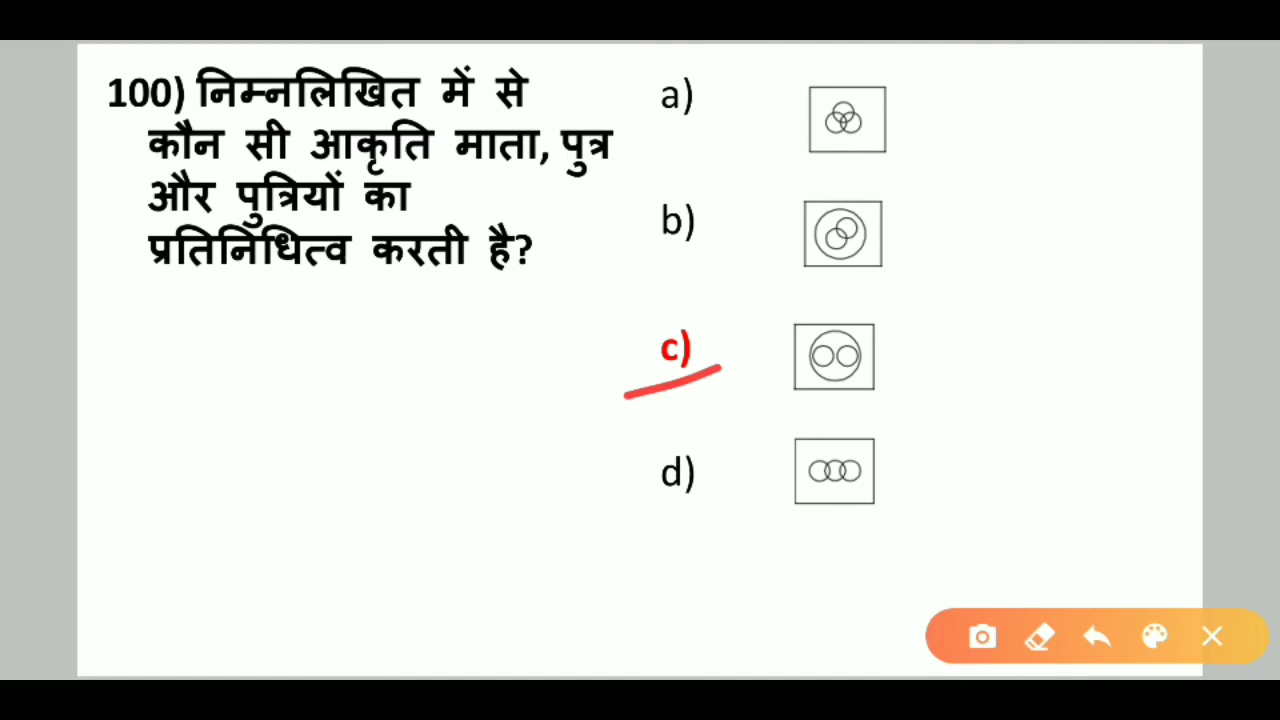 100) निम्नलिखित में से
कौन सी आकृति माता, पुत्र
और पुत्रियों का
प्रतिनिधित्व करती है?
a)
b)
c)
d)